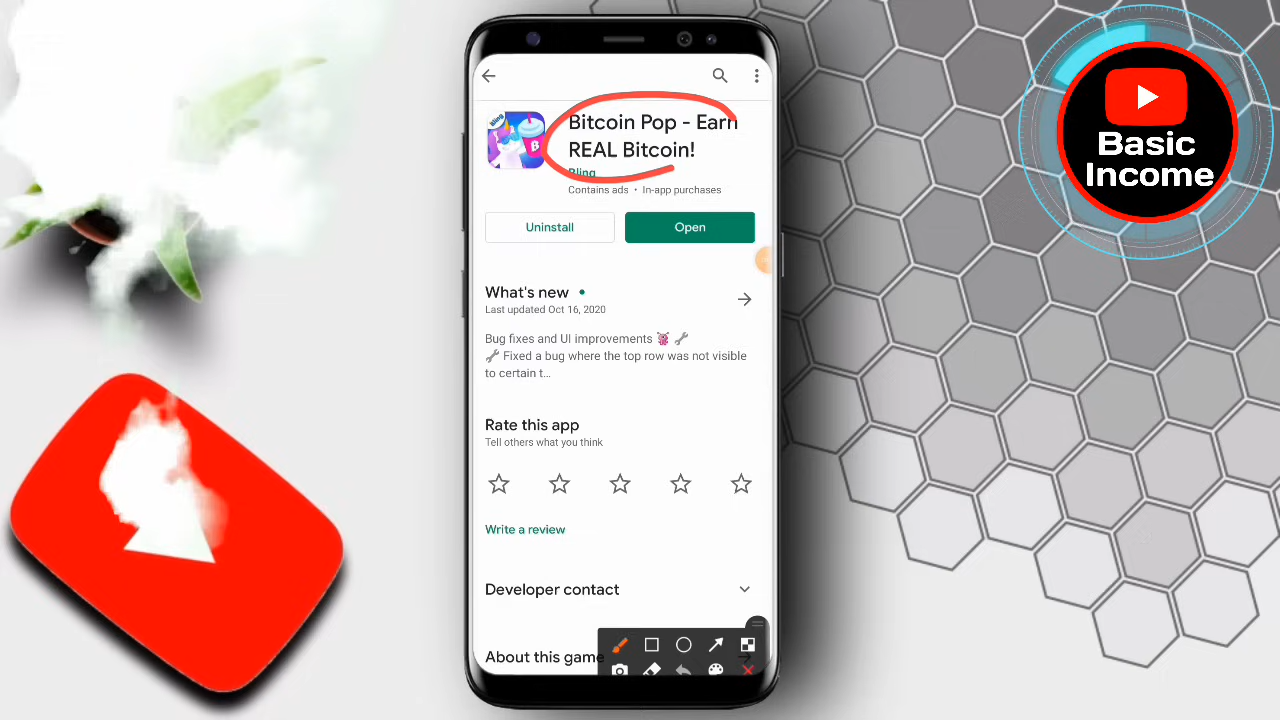 Bitcoin Pop - Earn
REAL Bitcoin!
Bling
Contains ads • In-app purchases
Uninstall
Open
What's new •
Last updated Oct 16, 2020
Bug fixes and UI improvements 👾 🔧
🔧 Fixed a bug where the top row was not visible
to certain t...
Rate this app
Tell others what you think
Write a review
Developer contact
About this game
Bling
B
Basic
Income